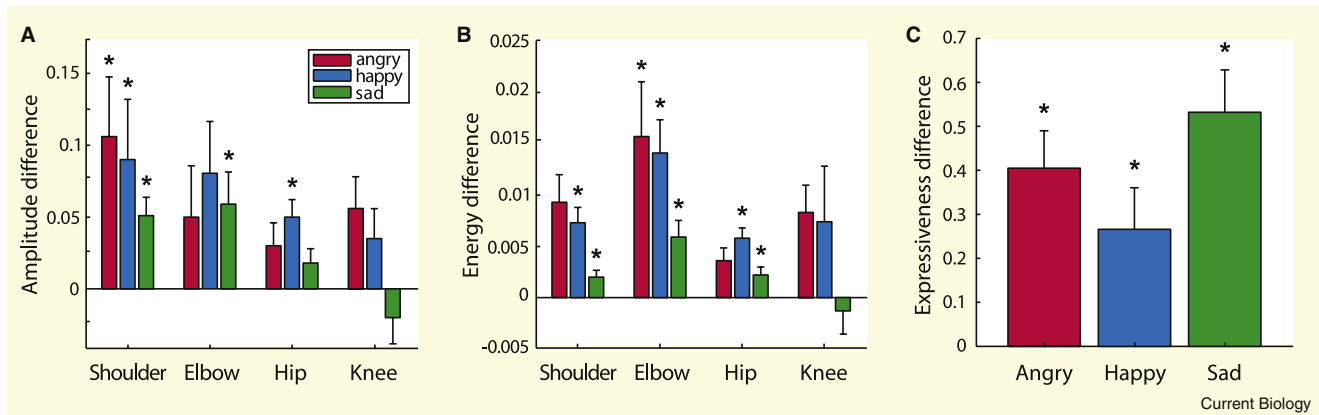 A
Amplitude difference
0.15
0.1
0.05
0
* * * * *
angry
happy
sad
Shoulder Elbow Hip Knee
B
Energy difference
0.025
0.02
0.015
0.01
0.005
0
-0.005
* * * * * * *
Shoulder Elbow Hip Knee
C
Expressiveness difference
0.7
0.6
0.5
0.4
0.3
0.2
0.1
0
* * *
Angry Happy Sad
Current Biology